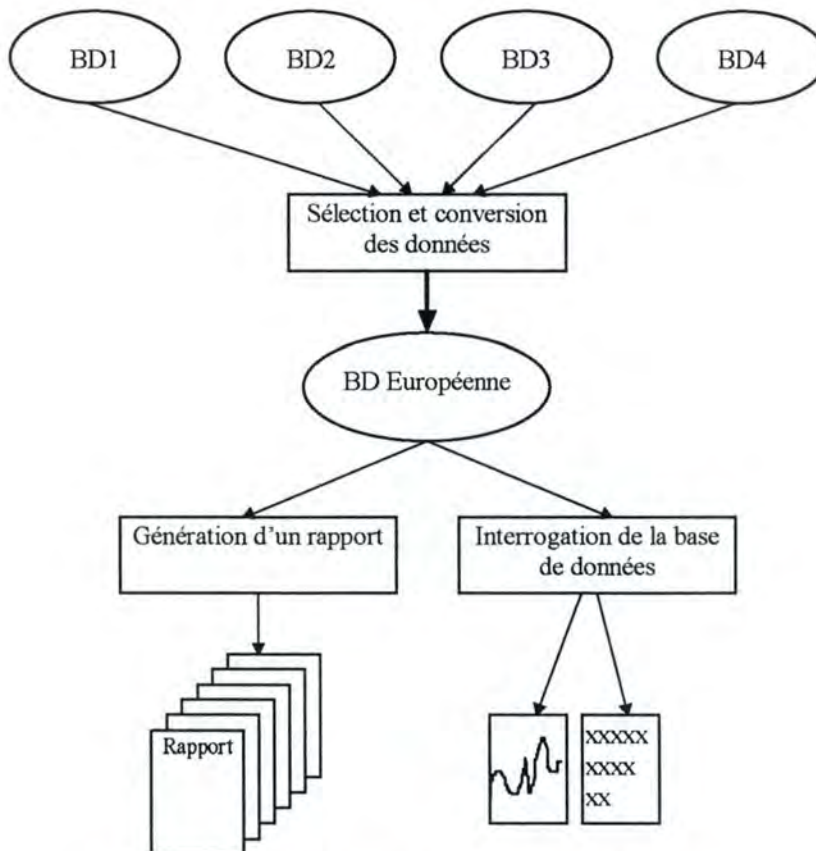 BD1
BD2
BD3
BD4
Sélection et conversion
des données
BD Européenne
Génération d'un rapport
Interrogation de la base
de données
Rapport
XXXXX
XXXX
XX